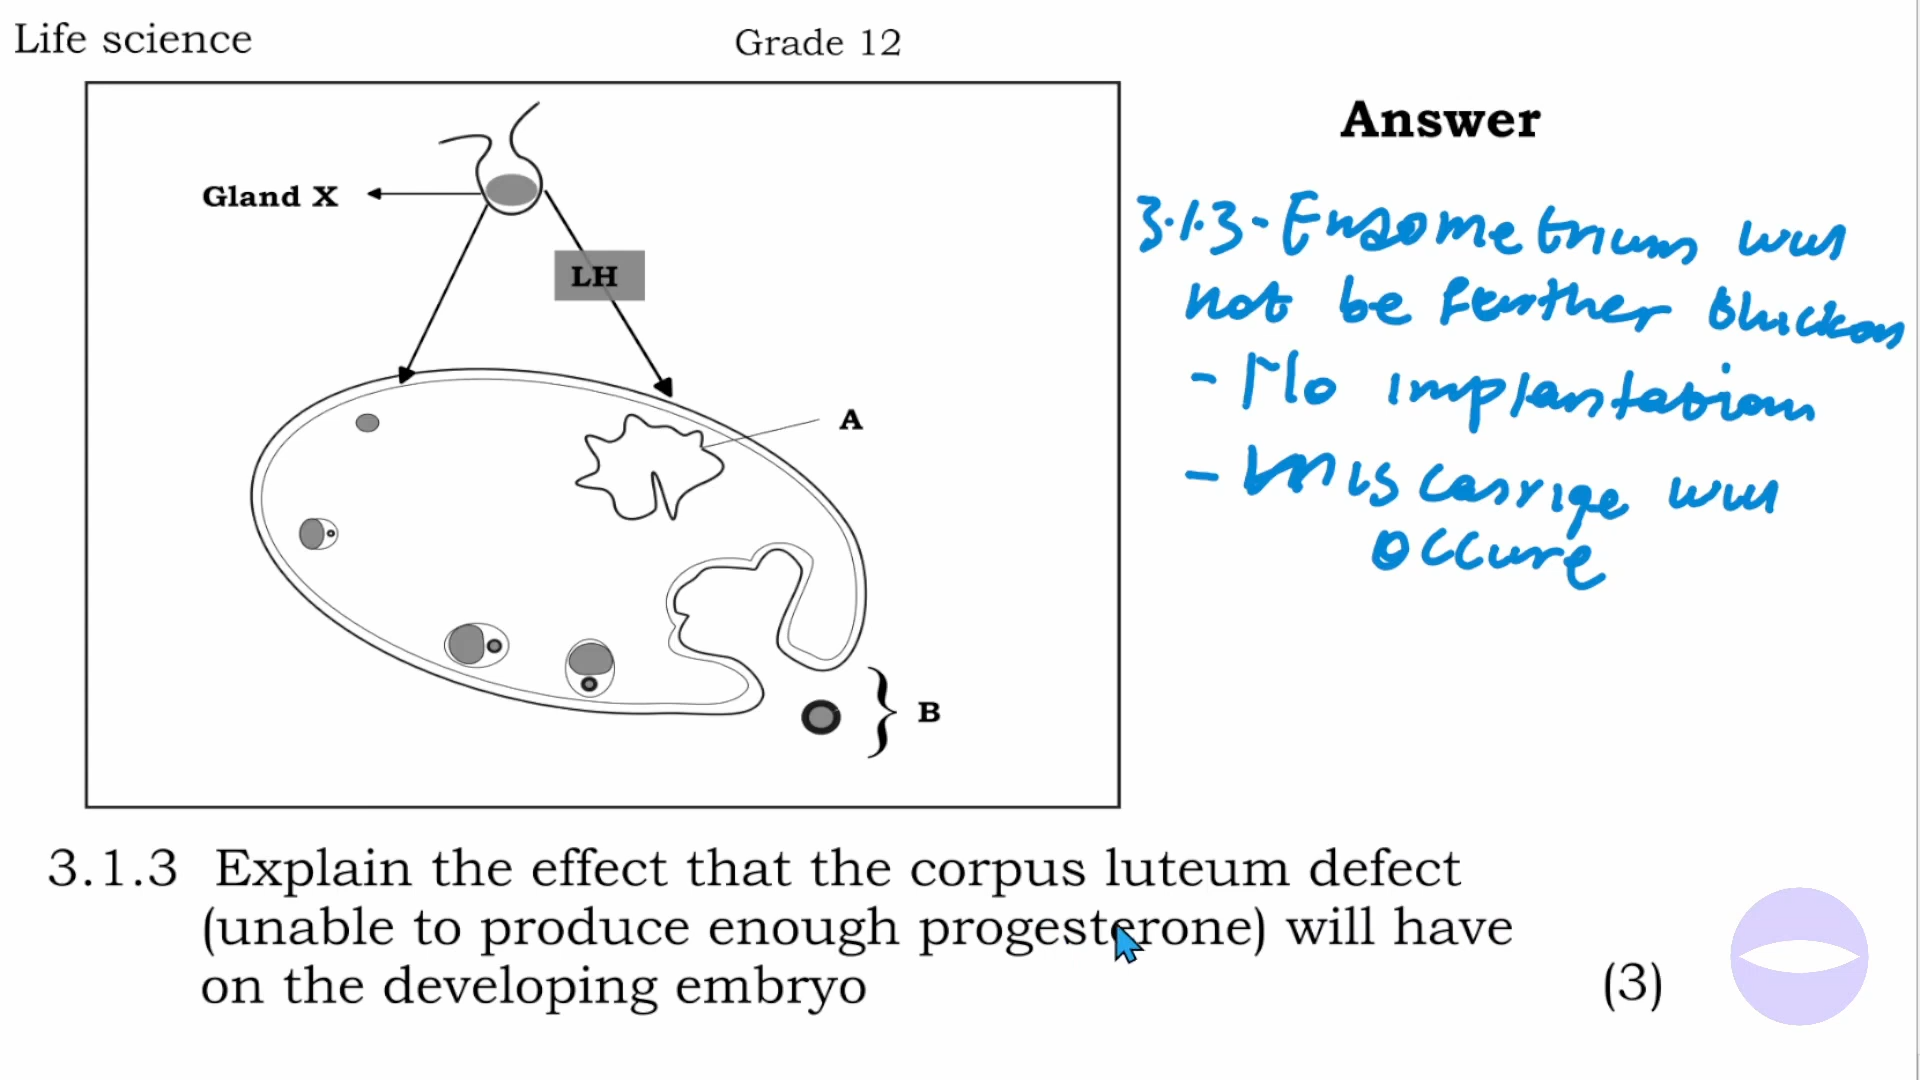 Life science
Grade 12
Gland X
LH
A
B
Answer
3.1.3- Endometrium will
not be further thicken
- No implantation
- Miscarrige will
occure
3.1.3 Explain the effect that the corpus luteum defect
(unable to produce enough progesterone) will have
on the developing embryo
(3)